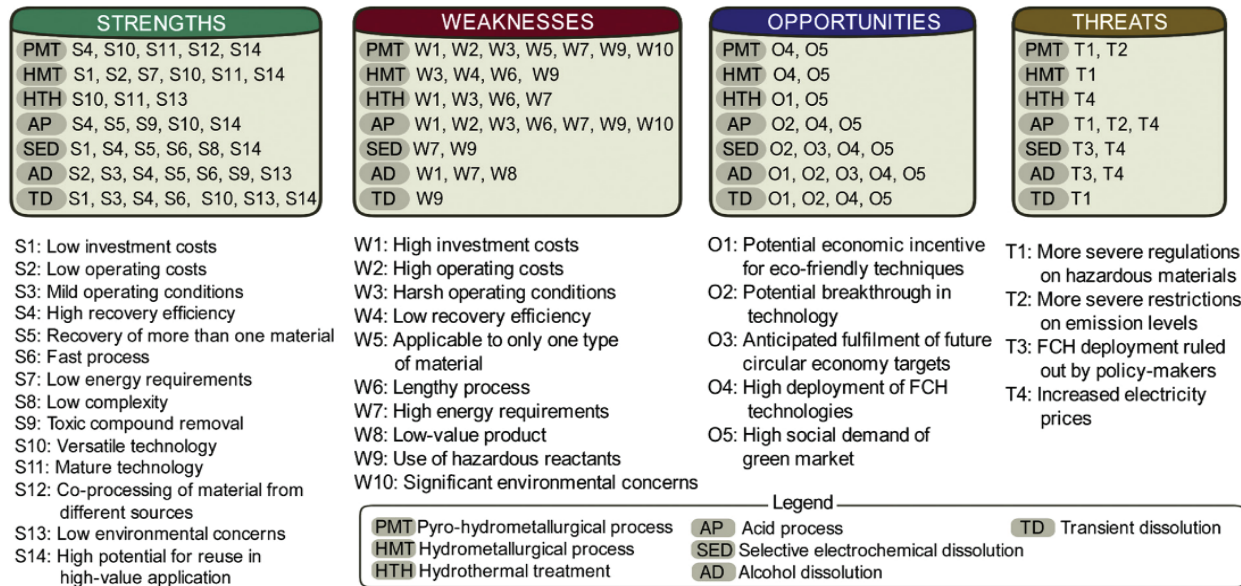 STRENGTHS
PMT S4, S10, S11, S12, S14
HMT S1, S2, S7, S10, S11, S14
HTH S10, S11, S13
AP S4, S5, S9, S10, S14
SED S1, S4, S5, S6, S8, S14
AD S2, S3, S4, S5, S6, S9, S13
TD S1, S3, S4, S6, S10, S13, S14
S1: Low investment costs
S2: Low operating costs
S3: Mild operating conditions
S4: High recovery efficiency
S5: Recovery of more than one material
S6: Fast process
S7: Low energy requirements
S8: Low complexity
S9: Toxic compound removal
S10: Versatile technology
S11: Mature technology
S12: Co-processing of material from
different sources
S13: Low environmental concerns
S14: High potential for reuse in
high-value application
WEAKNESSES
PMT W1, W2, W3, W5, W7, W9, W10
HMT W3, W4, W6, W9
HTH W1, W3, W6, W7
AP W1, W2, W3, W6, W7, W9, W10
SED W7, W9
AD W1, W7, W8
TD W9
W1: High investment costs
W2: High operating costs
W3: Harsh operating conditions
W4: Low recovery efficiency
W5: Applicable to only one type
of material
W6: Lengthy process
W7: High energy requirements
W8: Low-value product
W9: Use of hazardous reactants
W10: Significant environmental concerns
OPPORTUNITIES
PMT O4, O5
HMT O4, O5
HTH O1, O5
AP O2, O4, O5
SED O2, O3, O4, O5
AD O1, O2, O3, O4, O5
TD O1, O2, O4, O5
O1: Potential economic incentive
for eco-friendly techniques
O2: Potential breakthrough in
technology
O3: Anticipated fulfilment of future
circular economy targets
O4: High deployment of FCH
technologies
O5: High social demand of
green market
THREATS
PMT T1, T2
HMT T1
HTH T4
AP T1, T2, T4
SED T3, T4
AD T3, T4
TD T1
T1: More severe regulations
on hazardous materials
T2: More severe restrictions
on emission levels
T3: FCH deployment ruled
out by policy-makers
T4: Increased electricity
prices
Legend
PMT Pyro-hydrometallurgical process
HMT Hydrometallurgical process
HTH Hydrothermal treatment
AP Acid process
SED Selective electrochemical dissolution
AD Alcohol dissolution
TD Transient dissolution